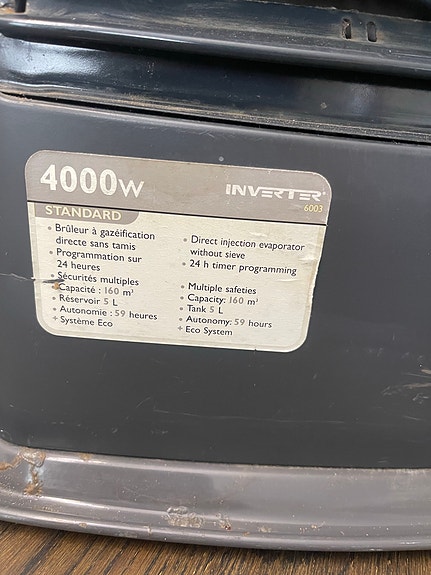 4000W
INVERTER
6003
STANDARD
• Brûleur à gazéification
directe sans tamis
• Programmation sur
24 heures
• Sécurités multiples
• Capacité : 160 m³
• Réservoir 5 L
• Autonomie : 59 heures
+ Système Eco
• Direct injection evaporator
without sieve
• 24 h timer programming
• Multiple safeties
• Capacity: 160 m³
• Tank 5 L
• Autonomy: 59 hours
+ Eco System